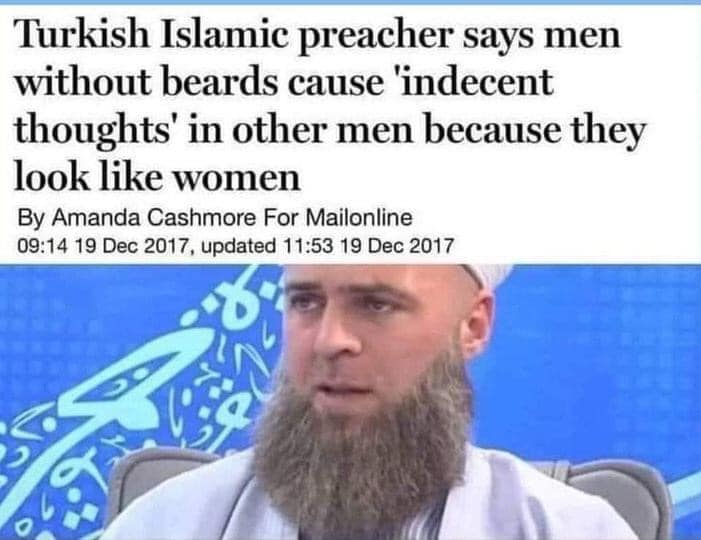 Turkish Islamic preacher says men
without beards cause 'indecent
thoughts' in other men because they
look like women
By Amanda Cashmore For Mailonline
09:14 19 Dec 2017, updated 11:53 19 Dec 2017